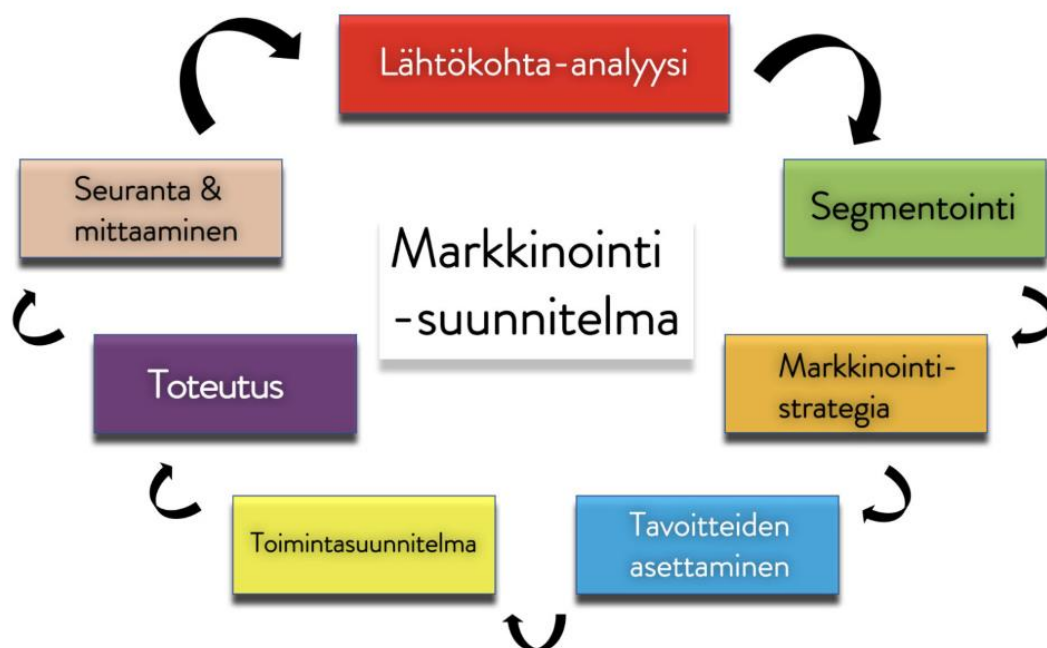 Lähtökohta-analyysi
Segmentointi
Markkinointi-
strategia
Tavoitteiden
asettaminen
Toimintasuunnitelma
Toteutus
Seuranta &
mittaaminen
Markkinointi
-suunnitelma